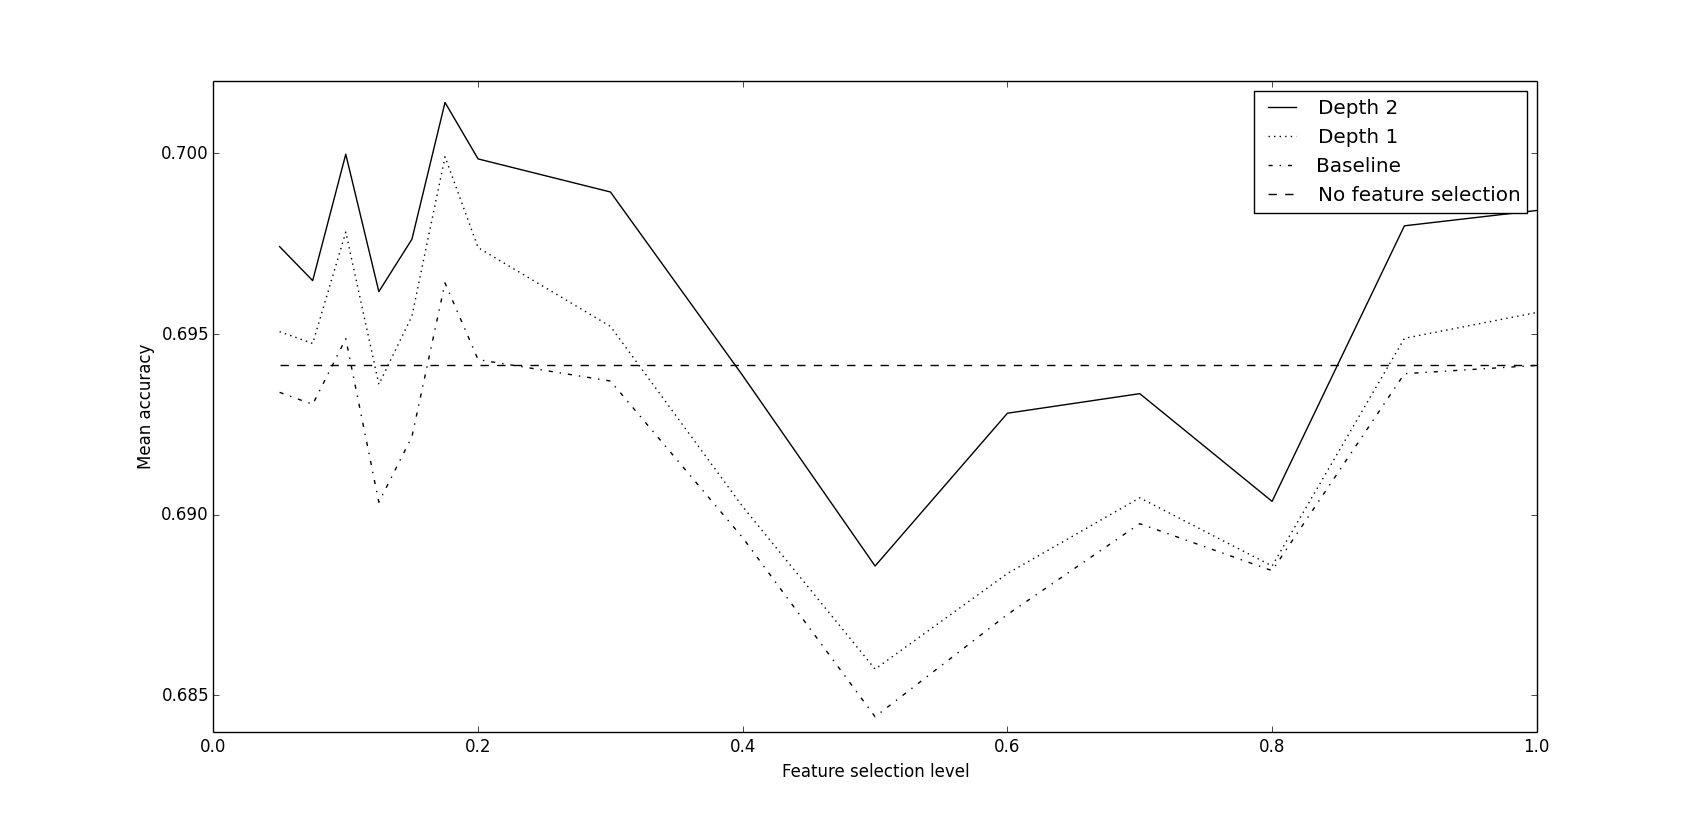 Depth 2
Depth 1
Baseline
No feature selection
0.700
0.695
0.690
0.685
Mean accuracy
0.0 0.2 0.4 0.6 0.8 1.0
Feature selection level